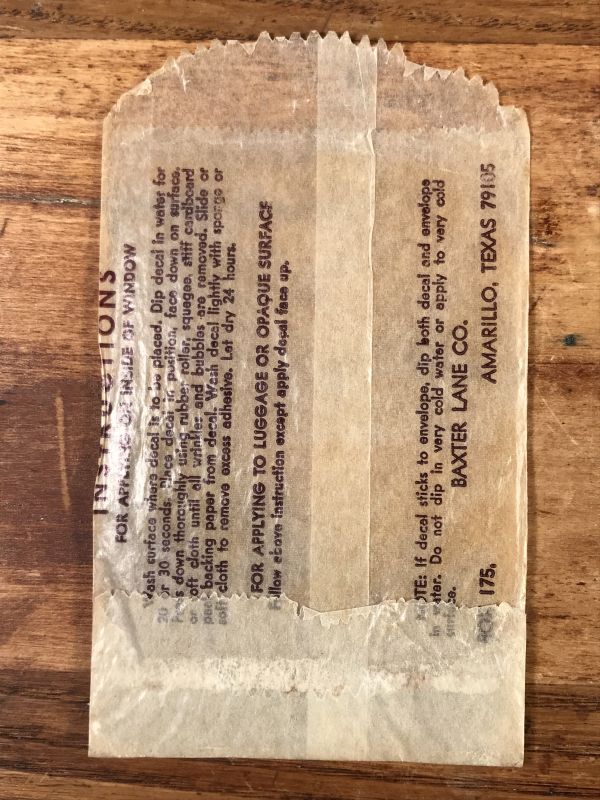 INSTRUCTIONS
FOR APPLYING ON INSIDE OF WINDOW
Wash surface where decal is to be placed. Dip decal in water for
20 or 30 seconds. Place decal in position, face down on surface.
Press down thoroughly using rubber roller, squegee, stiff cardboard
or soft cloth until all wrinkles and bubbles are removed. Slide or
peel backing paper from decal. Wash decal lightly with sponge or
soft cloth to remove excess adhesive. Let dry 24 hours.
FOR APPLYING TO LUGGAGE OR OPAQUE SURFACE
Follow above instruction except apply decal face up.
NOTE: If decal sticks to envelope, dip both decal and envelope
in water. Do not dip in very cold water or apply to very cold
surface.
BAXTER LANE CO.
175. AMARILLO, TEXAS 79105